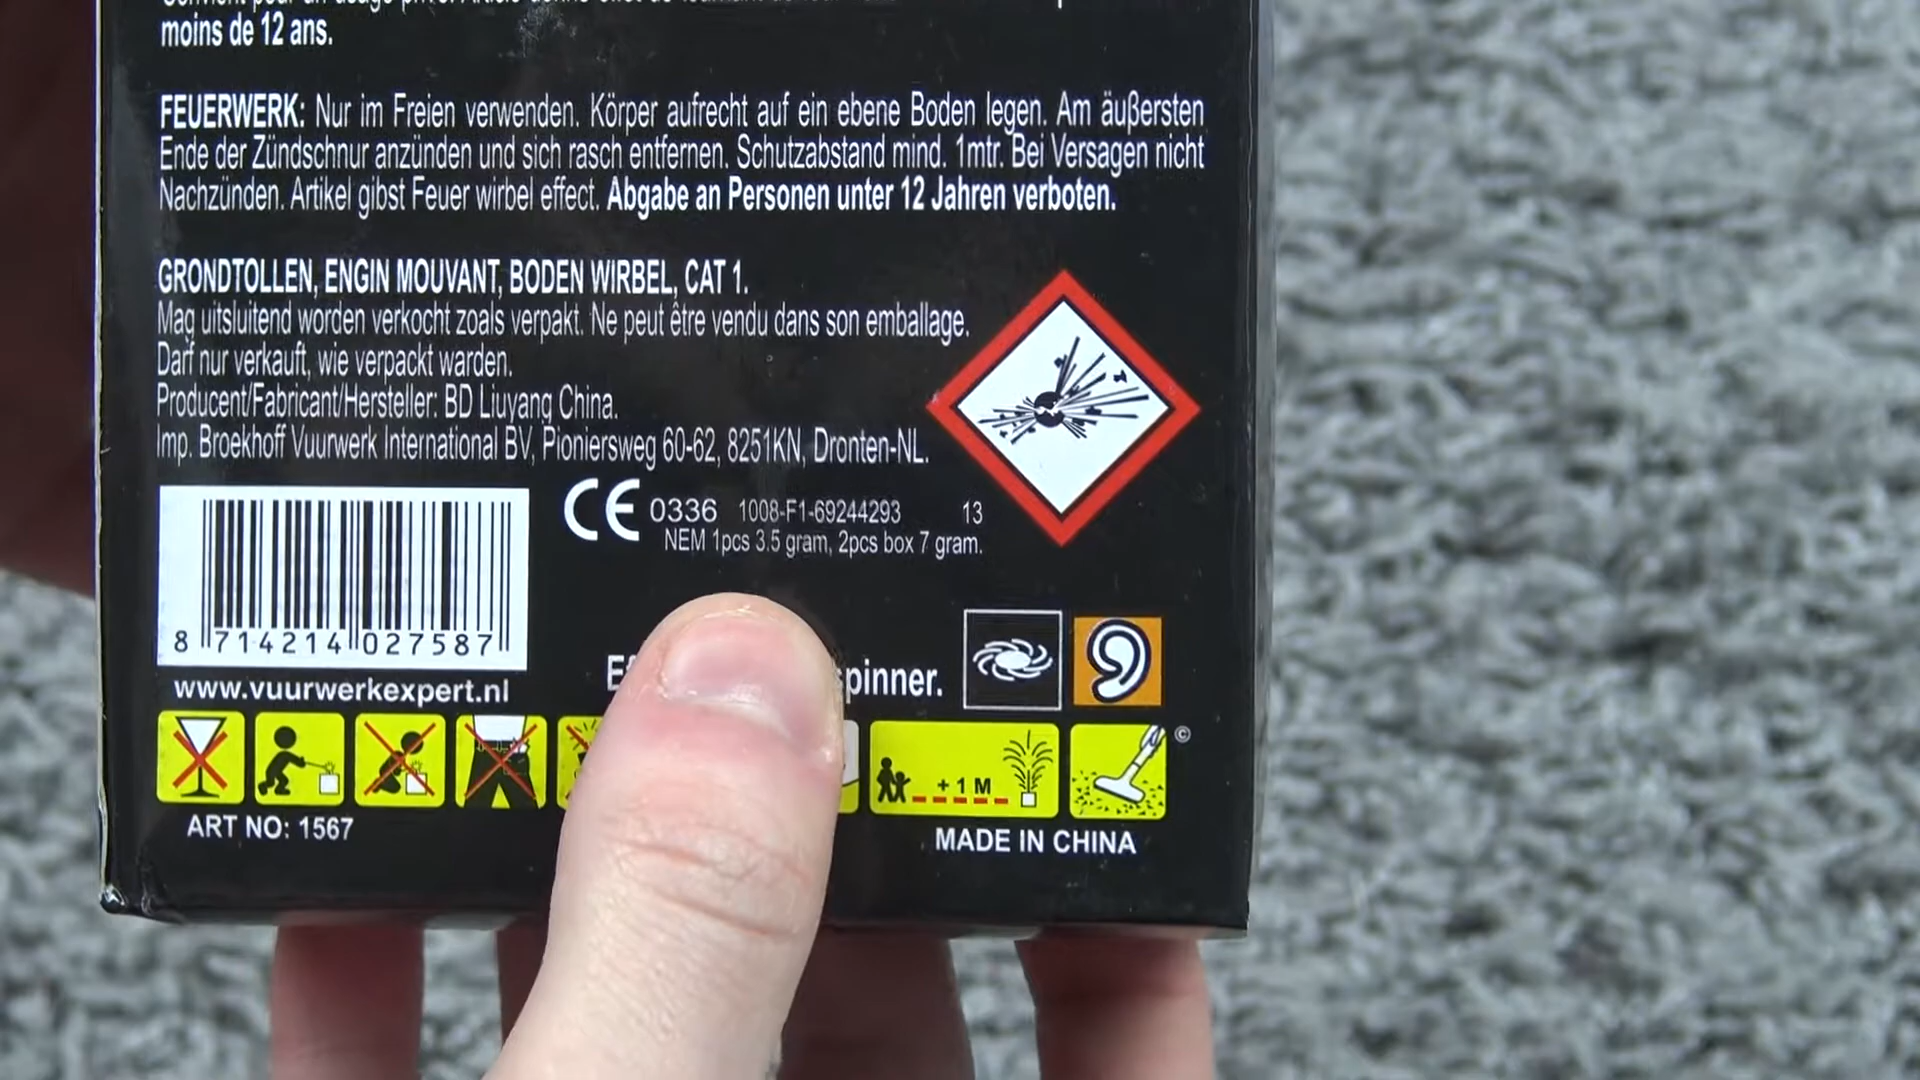 moins de 12 ans.
FEUERWERK: Nur im Freien verwenden. Körper aufrecht auf ein ebene Boden legen. Am äußersten
Ende der Zündschnur anzünden und sich rasch entfernen. Schutzabstand mind. 1mtr. Bei Versagen nicht
Nachzünden. Artikel gibst Feuer wirbel effect. Abgabe an Personen unter 12 Jahren verboten.
GRONDTOLLEN, ENGIN MOUVANT, BODEN WIRBEL, CAT 1.
Mag uitsluitend worden verkocht zoals verpakt. Ne peut être vendu dans son emballage.
Darf nur verkauft, wie verpackt warden.
Producent/Fabricant/Hersteller: BD Liuyang China.
Imp. Broekhoff Vuurwerk International BV, Pioniersweg 60-62, 8251KN, Dronten-NL.
CE 0336 1008-F1-69244293 13
NEM 1pcs 3.5 gram, 2pcs box 7 gram.
8 714214 027587
www.vuurwerkexpert.nl
pinner.
+ 1 M
©
ART NO: 1567
MADE IN CHINA